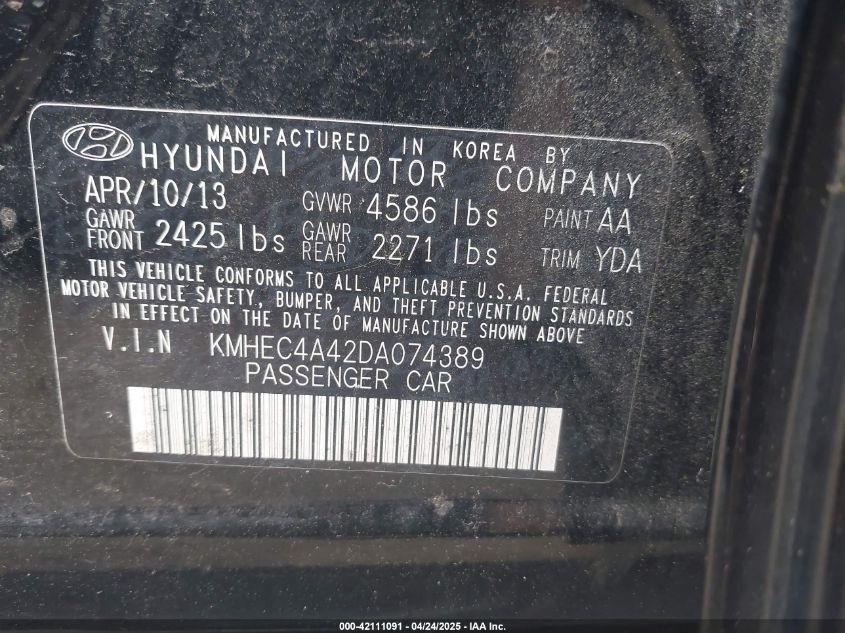 MANUFACTURED IN KOREA BY
HYUNDAI MOTOR COMPANY
APR/10/13 GVWR 4586 lbs PAINT AA
GAWR FRONT 2425 lbs GAWR REAR 2271 lbs TRIM YDA
THIS VEHICLE CONFORMS TO ALL APPLICABLE U.S.A. FEDERAL
MOTOR VEHICLE SAFETY, BUMPER, AND THEFT PREVENTION STANDARDS
IN EFFECT ON THE DATE OF MANUFACTURE SHOWN ABOVE
V.I.N KMHEC4A42DA074389
PASSENGER CAR
000-42111091 - 04/24/2025 - IAA Inc.